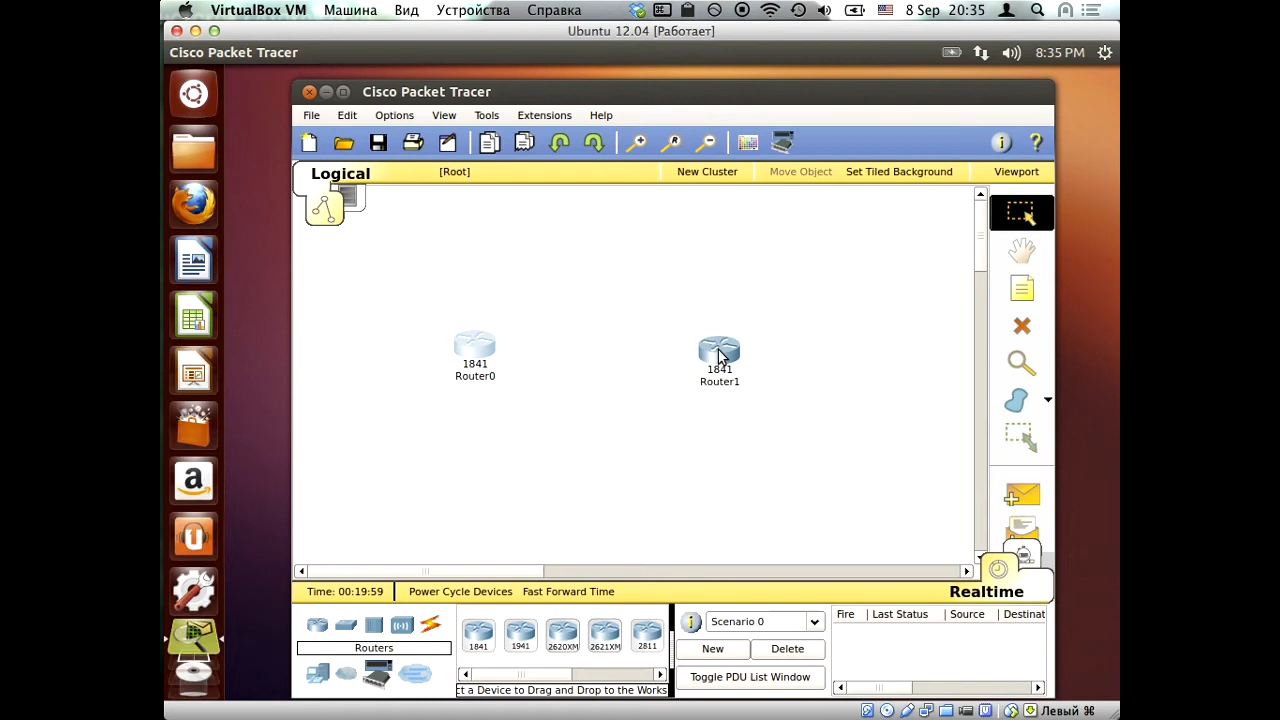 VirtualBox VM Машина Вид Устройства Справка 8 Sep 20:35
Ubuntu 12.04 [Работает]
Cisco Packet Tracer 8:35 PM
Cisco Packet Tracer
File Edit Options View Tools Extensions Help
Logical [Root] New Cluster Move Object Set Tiled Background Viewport
1841
Router0
1841
Router1
Realtime
Time: 00:19:59 Power Cycle Devices Fast Forward Time
Routers
1841 1941 2620XM 2621XM 2811
ct a Device to Drag and Drop to the Works
Scenario 0
New Delete
Toggle PDU List Window
Fire Last Status Source Destinat
Левый ⌘